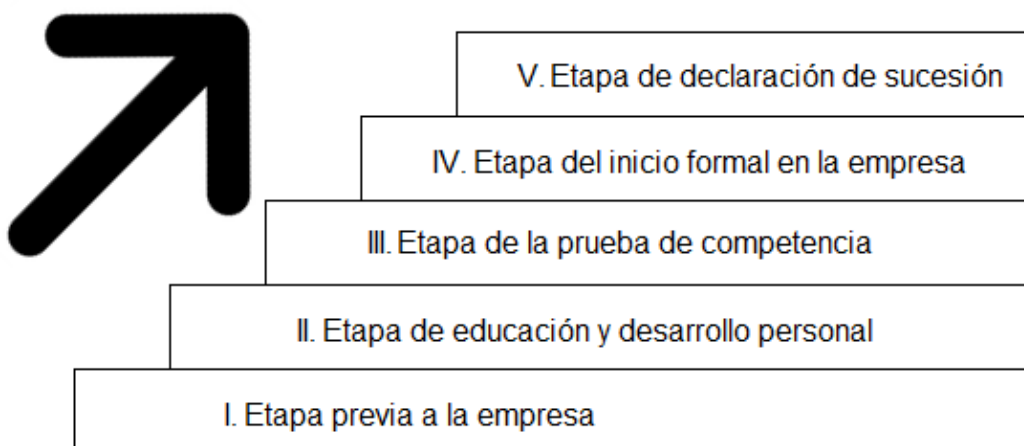 V. Etapa de declaración de sucesión
IV. Etapa del inicio formal en la empresa
III. Etapa de la prueba de competencia
II. Etapa de educación y desarrollo personal
I. Etapa previa a la empresa